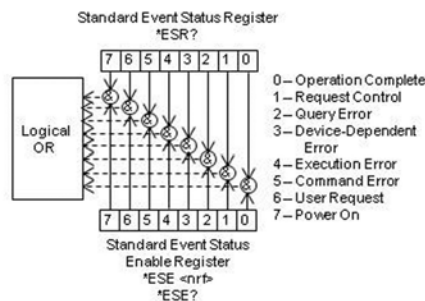 Standard Event Status Register
*ESR?
7 6 5 4 3 2 1 0
&
&
&
&
&
&
&
&
Logical
OR
7 6 5 4 3 2 1 0
Standard Event Status
Enable Register
*ESE <nrf>
*ESE?
0 – Operation Complete
1 – Request Control
2 – Query Error
3 – Device-Dependent
Error
4 – Execution Error
5 – Command Error
6 – User Request
7 – Power On